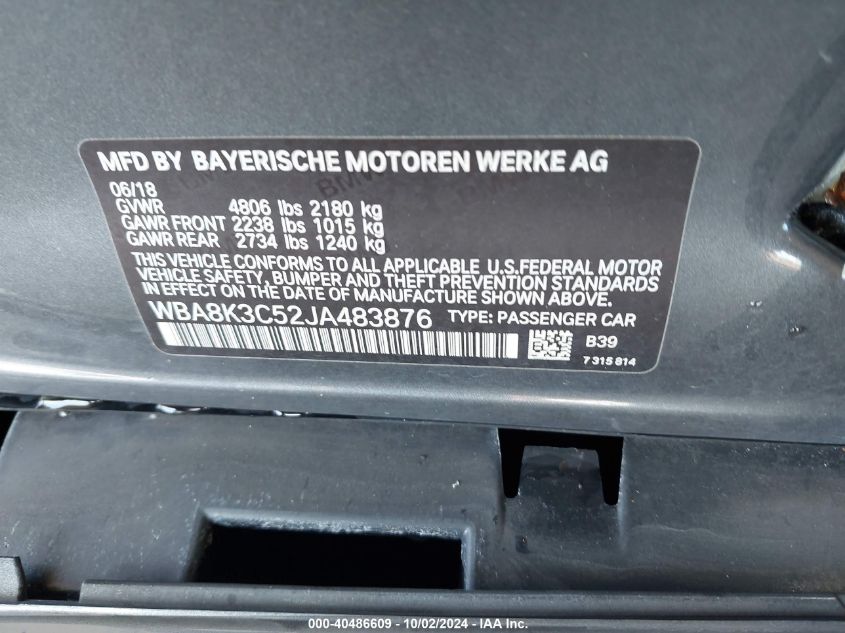 MFD BY BAYERISCHE MOTOREN WERKE AG
06/18
GVWR 4806 lbs 2180 kg
GAWR FRONT 2238 lbs 1015 kg
GAWR REAR 2734 lbs 1240 kg
THIS VEHICLE CONFORMS TO ALL APPLICABLE U.S.FEDERAL MOTOR
VEHICLE SAFETY, BUMPER AND THEFT PREVENTION STANDARDS
IN EFFECT ON THE DATE OF MANUFACTURE SHOWN ABOVE.
WBA8K3C52JA483876 TYPE: PASSENGER CAR
B39
7 315 814
000-40486609 - 10/02/2024 - IAA Inc.